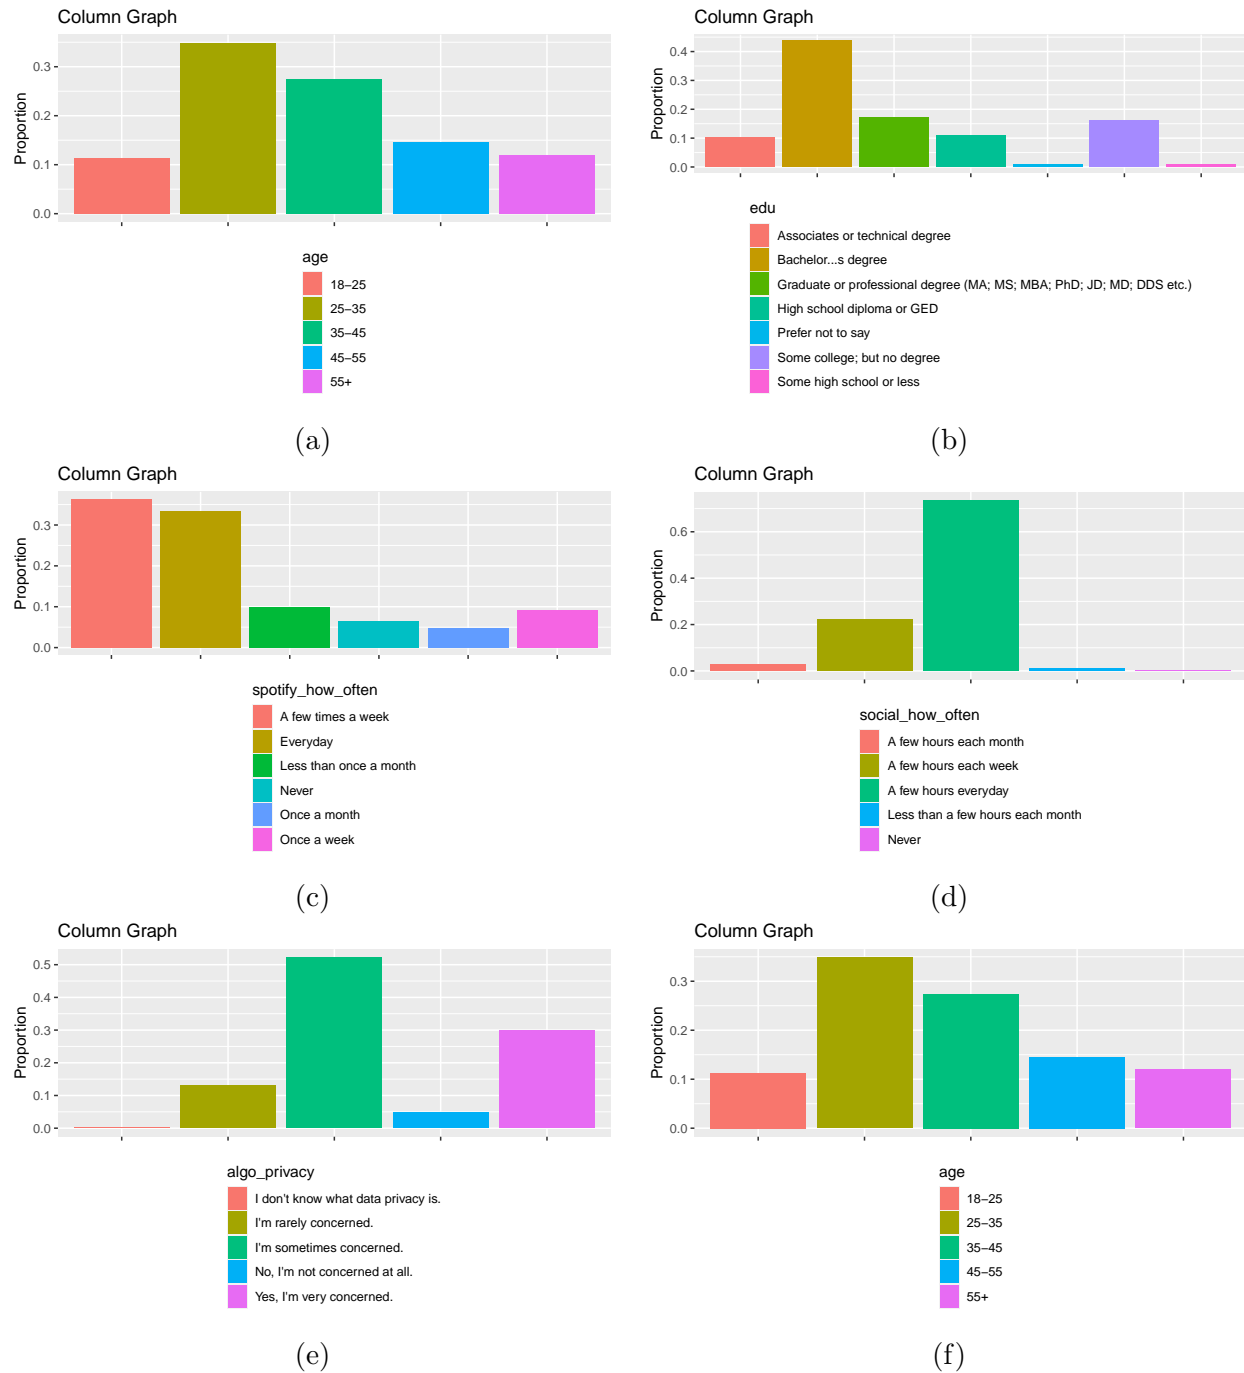 Column Graph
Proportion
0.3
0.2
0.1
0.0
age
18−25
25−35
35−45
45−55
55+
(a)
Column Graph
Proportion
0.4
0.3
0.2
0.1
0.0
edu
Associates or technical degree
Bachelor...s degree
Graduate or professional degree (MA; MS; MBA; PhD; JD; MD; DDS etc.)
High school diploma or GED
Prefer not to say
Some college; but no degree
Some high school or less
(b)
Column Graph
Proportion
0.3
0.2
0.1
0.0
spotify_how_often
A few times a week
Everyday
Less than once a month
Never
Once a month
Once a week
(c)
Column Graph
Proportion
0.6
0.4
0.2
0.0
social_how_often
A few hours each month
A few hours each week
A few hours everyday
Less than a few hours each month
Never
(d)
Column Graph
Proportion
0.5
0.4
0.3
0.2
0.1
0.0
algo_privacy
I don't know what data privacy is.
I'm rarely concerned.
I'm sometimes concerned.
No, I'm not concerned at all.
Yes, I'm very concerned.
(e)
Column Graph
Proportion
0.3
0.2
0.1
0.0
age
18−25
25−35
35−45
45−55
55+
(f)